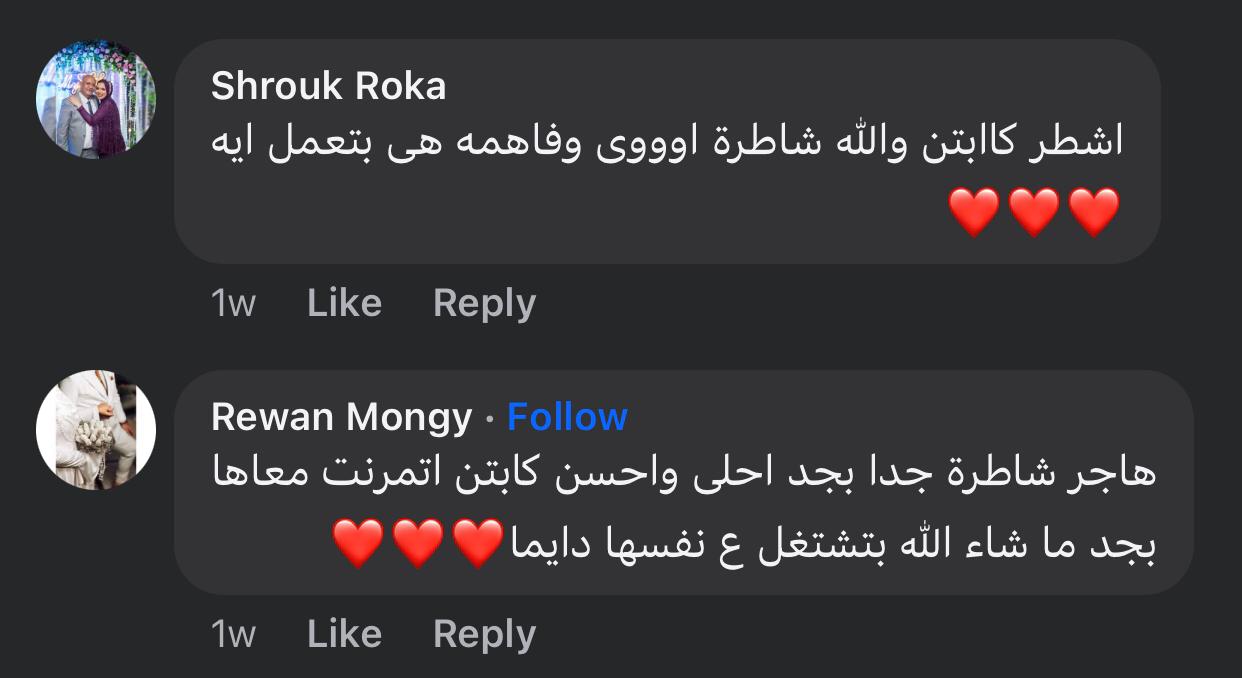 Shrouk Roka
اشطر كاابتن والله شاطرة اوووى وفاهمه هى بتعمل ايه
❤️❤️❤️
1w Like Reply
Rewan Mongy · Follow
هاجر شاطرة جدا بجد احلى واحسن كابتن اتمرنت معاها
بجد ما شاء الله بتشتغل ع نفسها دايما❤️❤️❤️
1w Like Reply